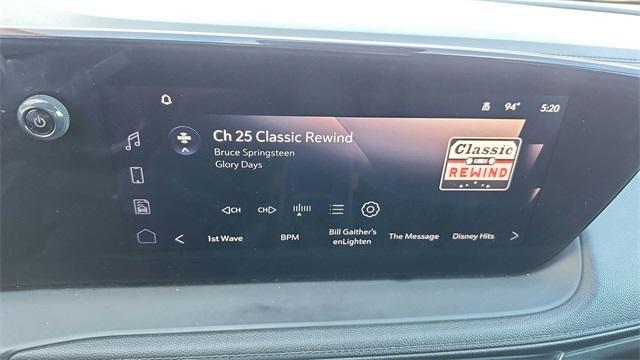 94° 5:20
Ch 25 Classic Rewind
Bruce Springsteen
Glory Days
Classic
REWIND
CH CH
1st Wave BPM Bill Gaither's enLighten The Message Disney Hits